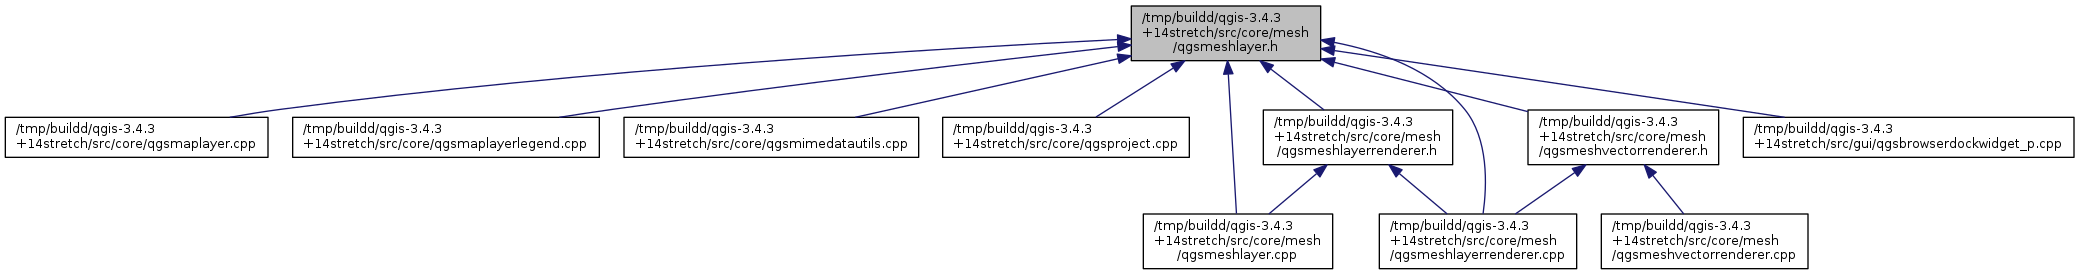 /tmp/buildd/qgis-3.4.3
+14stretch/src/core/mesh
/qgsmeshlayer.h
/tmp/buildd/qgis-3.4.3
+14stretch/src/core/qgsmaplayer.cpp
/tmp/buildd/qgis-3.4.3
+14stretch/src/core/qgsmaplayerlegend.cpp
/tmp/buildd/qgis-3.4.3
+14stretch/src/core/qgsmimedatautils.cpp
/tmp/buildd/qgis-3.4.3
+14stretch/src/core/qgsproject.cpp
/tmp/buildd/qgis-3.4.3
+14stretch/src/core/mesh
/qgsmeshlayerrenderer.h
/tmp/buildd/qgis-3.4.3
+14stretch/src/core/mesh
/qgsmeshvectorrenderer.h
/tmp/buildd/qgis-3.4.3
+14stretch/src/gui/qgsbrowserdockwidget_p.cpp
/tmp/buildd/qgis-3.4.3
+14stretch/src/core/mesh
/qgsmeshlayer.cpp
/tmp/buildd/qgis-3.4.3
+14stretch/src/core/mesh
/qgsmeshlayerrenderer.cpp
/tmp/buildd/qgis-3.4.3
+14stretch/src/core/mesh
/qgsmeshvectorrenderer.cpp